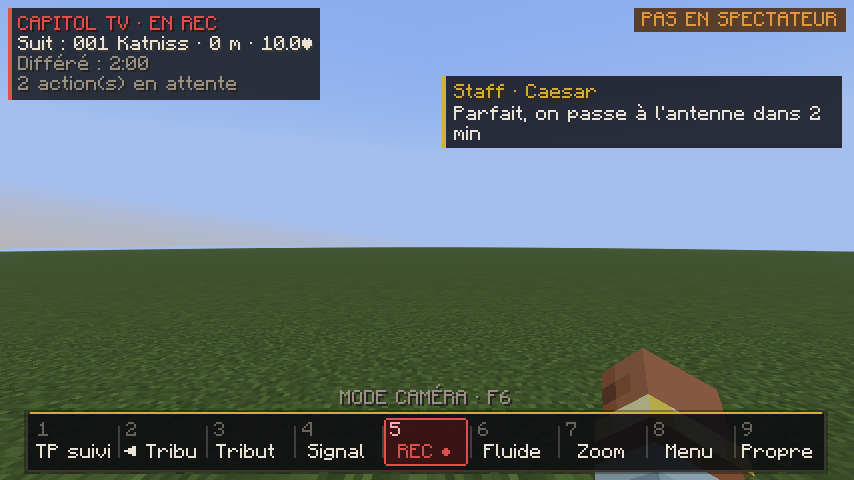 CAPITOL TV · EN REC
Suit : 001 Katniss · 0 m · 10.0♥
Différé : 2:00
2 action(s) en attente
PAS EN SPECTATEUR
Staff · Caesar
Parfait, on passe à l'antenne dans 2
min
MODE CAMÉRA · F6
1 2 3 4 5 6 7 8 9
TP suivi ◄ Tribu Tribut Signal REC ● Fluide Zoom Menu Propre